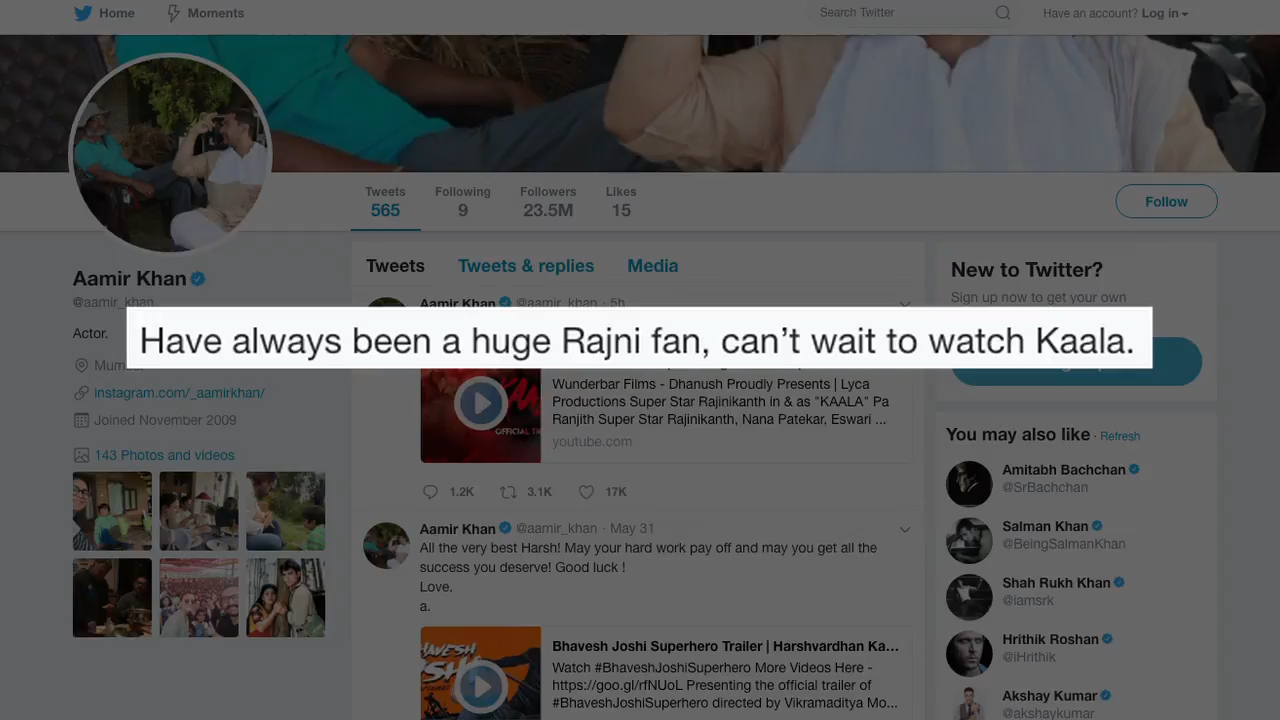 Home Moments Search Twitter Have an account? Log in
Tweets Following Followers Likes
565 9 23.5M 15
Follow
Aamir Khan
@aamir_khan
Actor.
instagram.com/_aamirkhan/
Joined November 2009
143 Photos and videos
Tweets Tweets & replies Media
Aamir Khan @aamir_khan · 5h
Have always been a huge Rajni fan, can't wait to watch Kaala.
OFFICIAL
Wunderbar Films - Dhanush Proudly Presents | Lyca
Productions Super Star Rajinikanth in & as "KAALA" Pa
Ranjith Super Star Rajinikanth, Nana Patekar, Eswari ...
youtube.com
1.2K 3.1K 17K
Aamir Khan @aamir_khan · May 31
All the very best Harsh! May your hard work pay off and may you get all the
success you deserve! Good luck !
Love.
a.
Bhavesh Joshi Superhero Trailer | Harshvardhan Ka...
Watch #BhaveshJoshiSuperhero More Videos Here -
https://goo.gl/rfNUoL Presenting the official trailer of
#BhaveshJoshiSuperhero directed by Vikramaditya Mo...
New to Twitter?
Sign up now to get your own
You may also like · Refresh
Amitabh Bachchan
@SrBachchan
Salman Khan
@BeingSalmanKhan
Shah Rukh Khan
@iamsrk
Hrithik Roshan
@iHrithik
Akshay Kumar
@akshaykumar